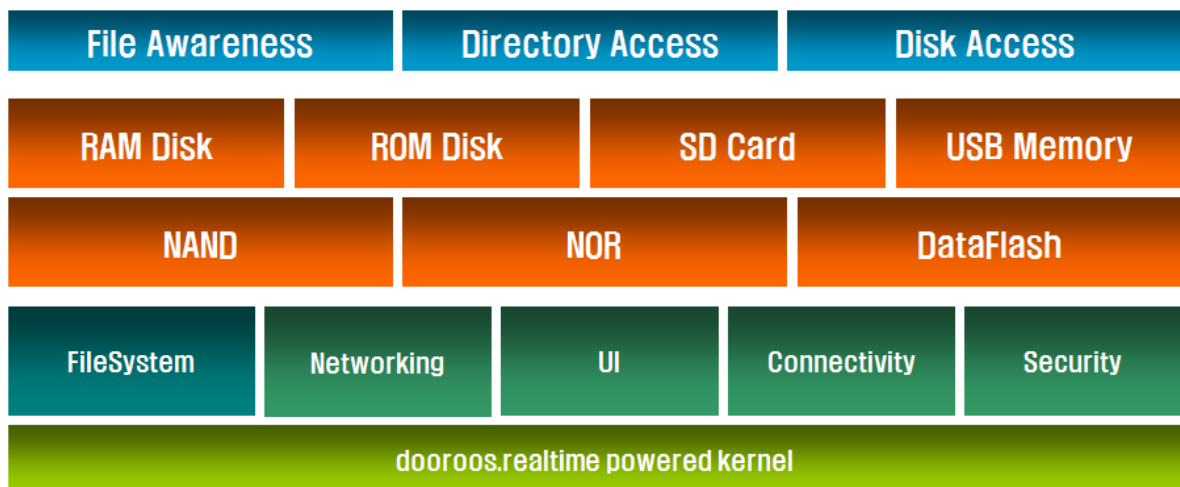 File Awareness Directory Access Disk Access
RAM Disk ROM Disk SD Card USB Memory
NAND NOR DataFlash
FileSystem Networking UI Connectivity Security
dooroos.realtime powered kernel